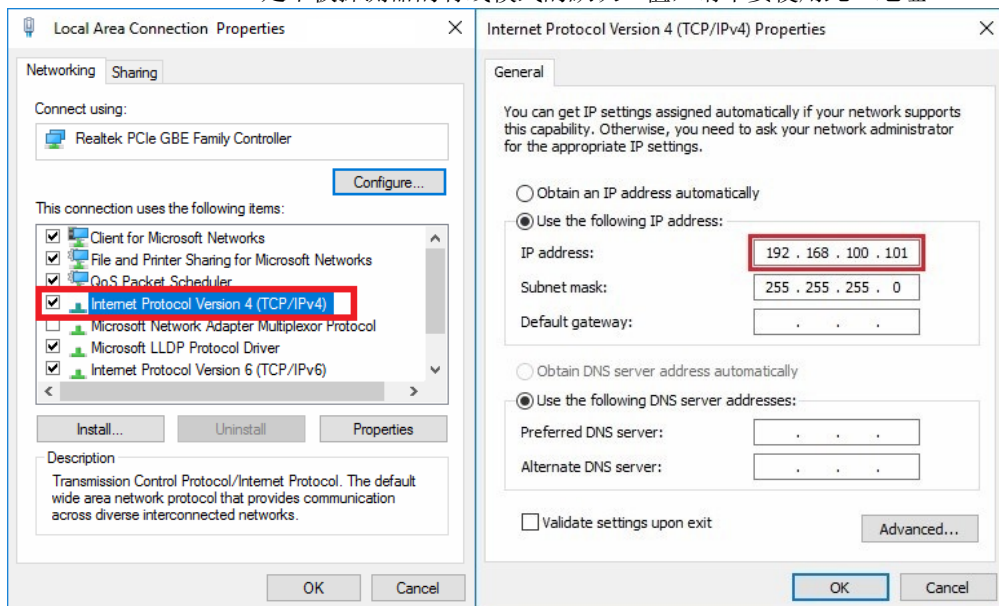 Local Area Connection Properties
Networking
Sharing
Connect using:
Realtek PCIe GBE Family Controller
Configure...
This connection uses the following items:
Client for Microsoft Networks
File and Printer Sharing for Microsoft Networks
QoS Packet Scheduler
Internet Protocol Version 4 (TCP/IPv4)
Microsoft Network Adapter Multiplexor Protocol
Microsoft LLDP Protocol Driver
Internet Protocol Version 6 (TCP/IPv6)
Install...
Uninstall
Properties
Description
Transmission Control Protocol/Internet Protocol. The default
wide area network protocol that provides communication
across diverse interconnected networks.
OK
Cancel
Internet Protocol Version 4 (TCP/IPv4) Properties
General
You can get IP settings assigned automatically if your network supports
this capability. Otherwise, you need to ask your network administrator
for the appropriate IP settings.
Obtain an IP address automatically
Use the following IP address:
IP address: 192 . 168 . 100 . 101
Subnet mask: 255 . 255 . 255 . 0
Default gateway: . . .
Obtain DNS server address automatically
Use the following DNS server addresses:
Preferred DNS server: . . .
Alternate DNS server: . . .
Validate settings upon exit
Advanced...
OK
Cancel